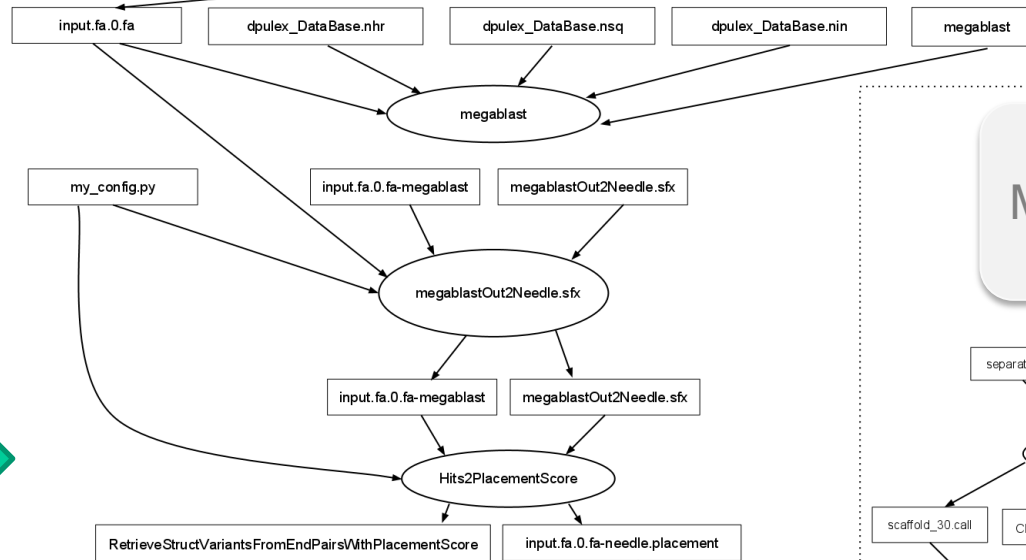 input.fa.0.fa
dpulex_DataBase.nhr
dpulex_DataBase.nsq
dpulex_DataBase.nin
megablast
megablast
my_config.py
input.fa.0.fa-megablast
megablastOut2Needle.sfx
megablastOut2Needle.sfx
input.fa.0.fa-megablast
megablastOut2Needle.sfx
Hits2PlacementScore
RetrieveStructVariantsFromEndPairsWithPlacementScore
input.fa.0.fa-needle.placement
M
separat
scaffold_30.call